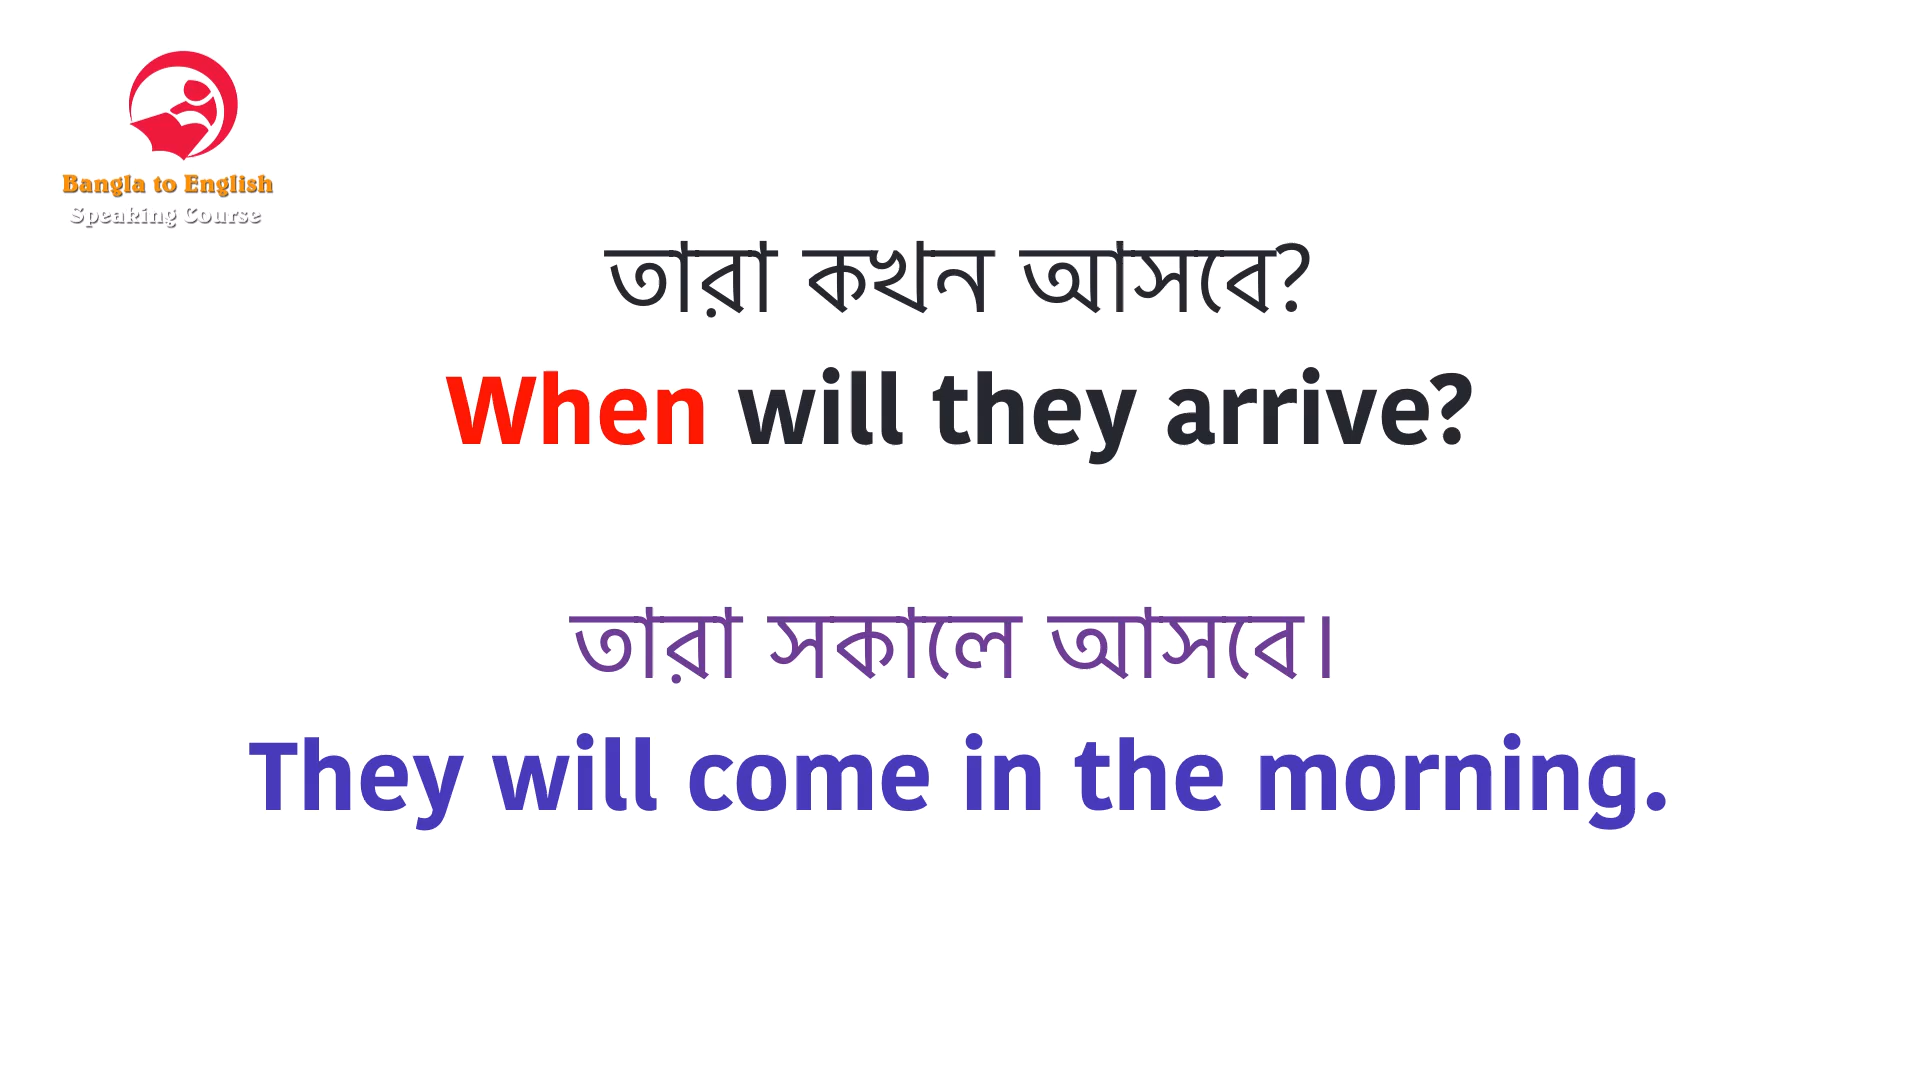 Bangla to English
Speaking Course
তারা কখন আসবে?
When will they arrive?
তারা সকালে আসবে।
They will come in the morning.